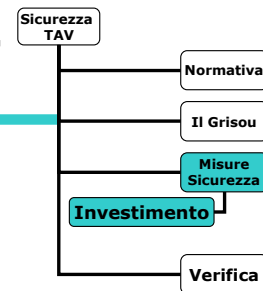 Sicurezza
TAV
Normativa
Il Grisou
Misure
Sicurezza
Investimento
Verifica